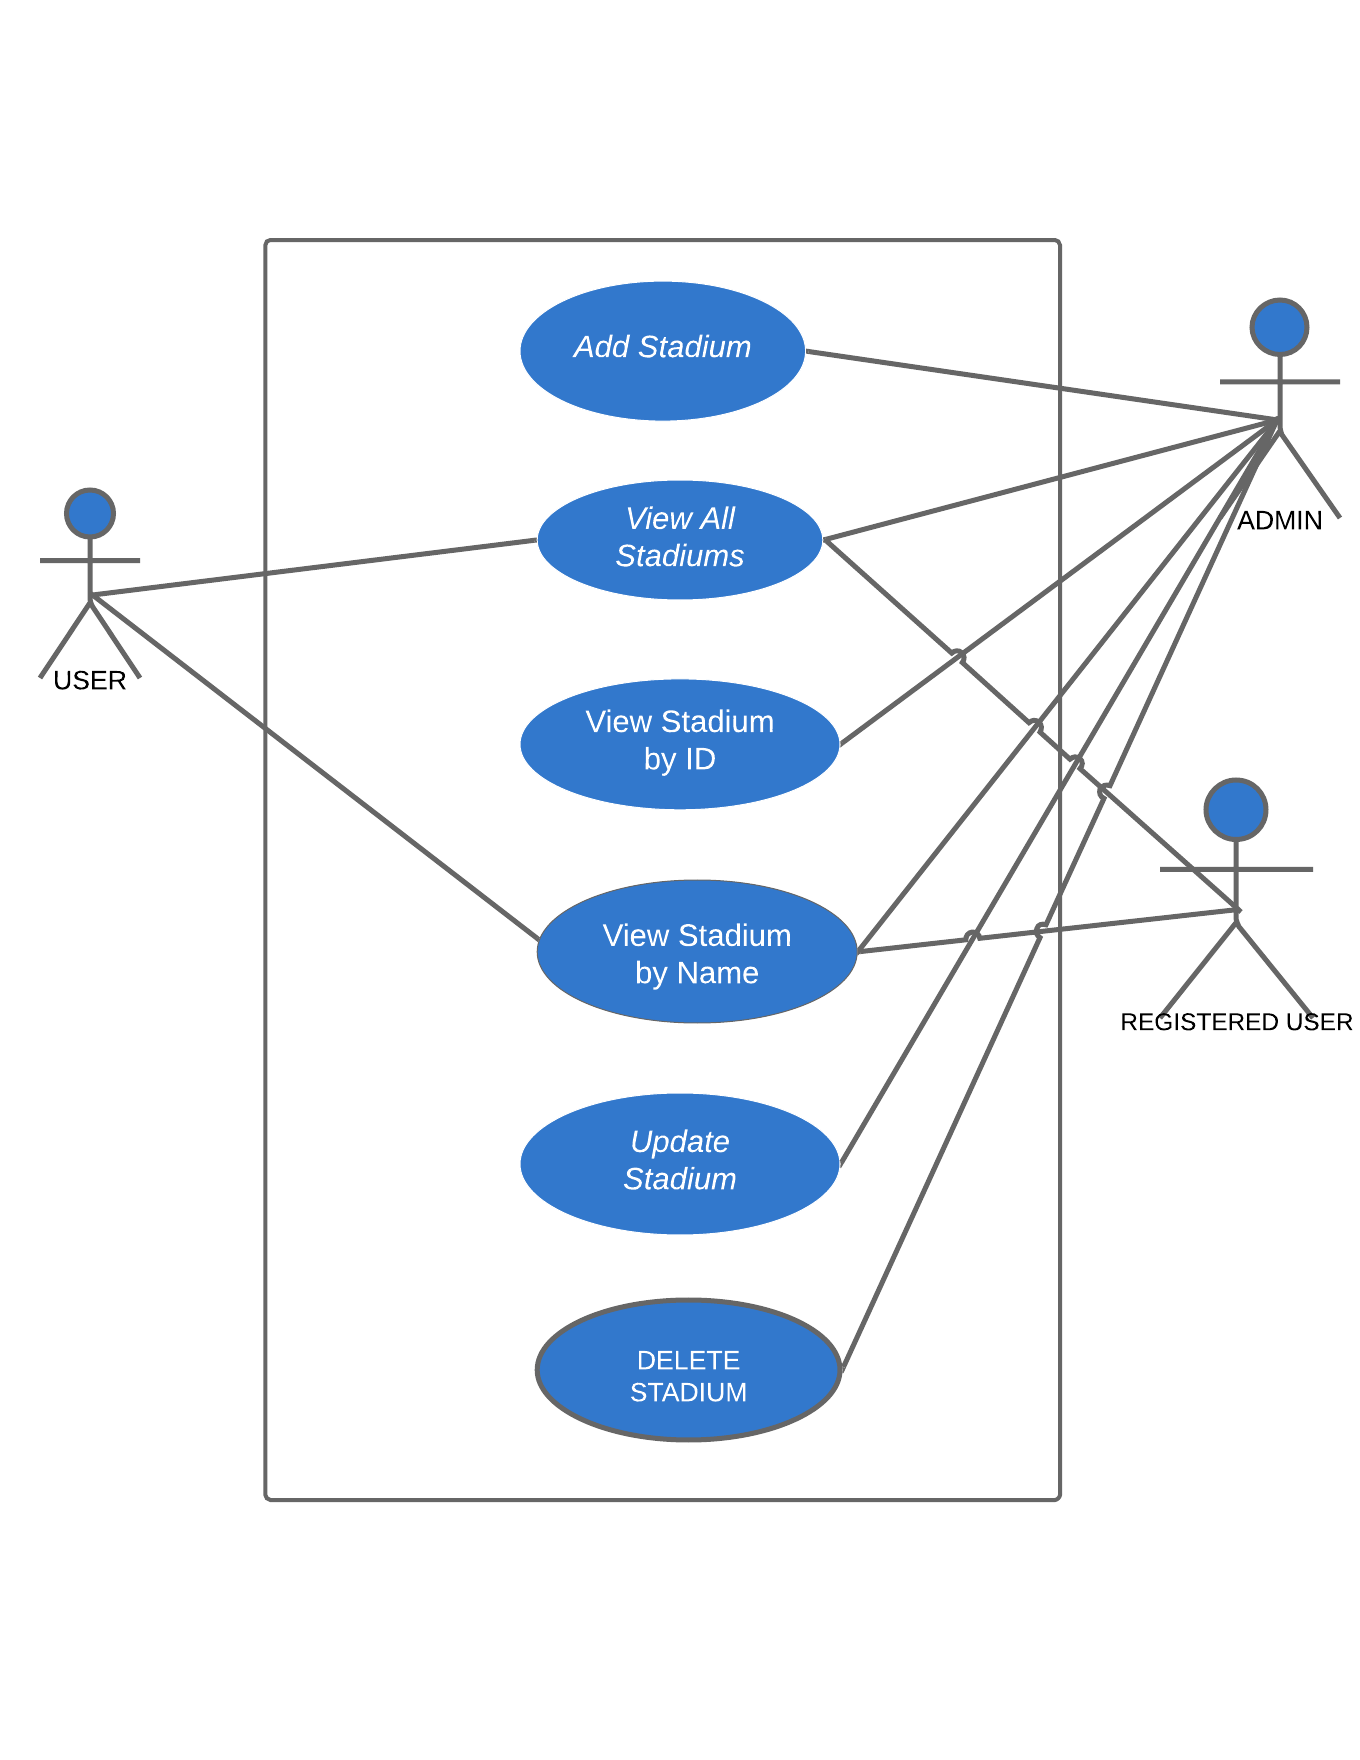 Add Stadium
View All
Stadiums
ADMIN
USER
View Stadium
by ID
View Stadium
by Name
REGISTERED USER
Update
Stadium
DELETE
STADIUM